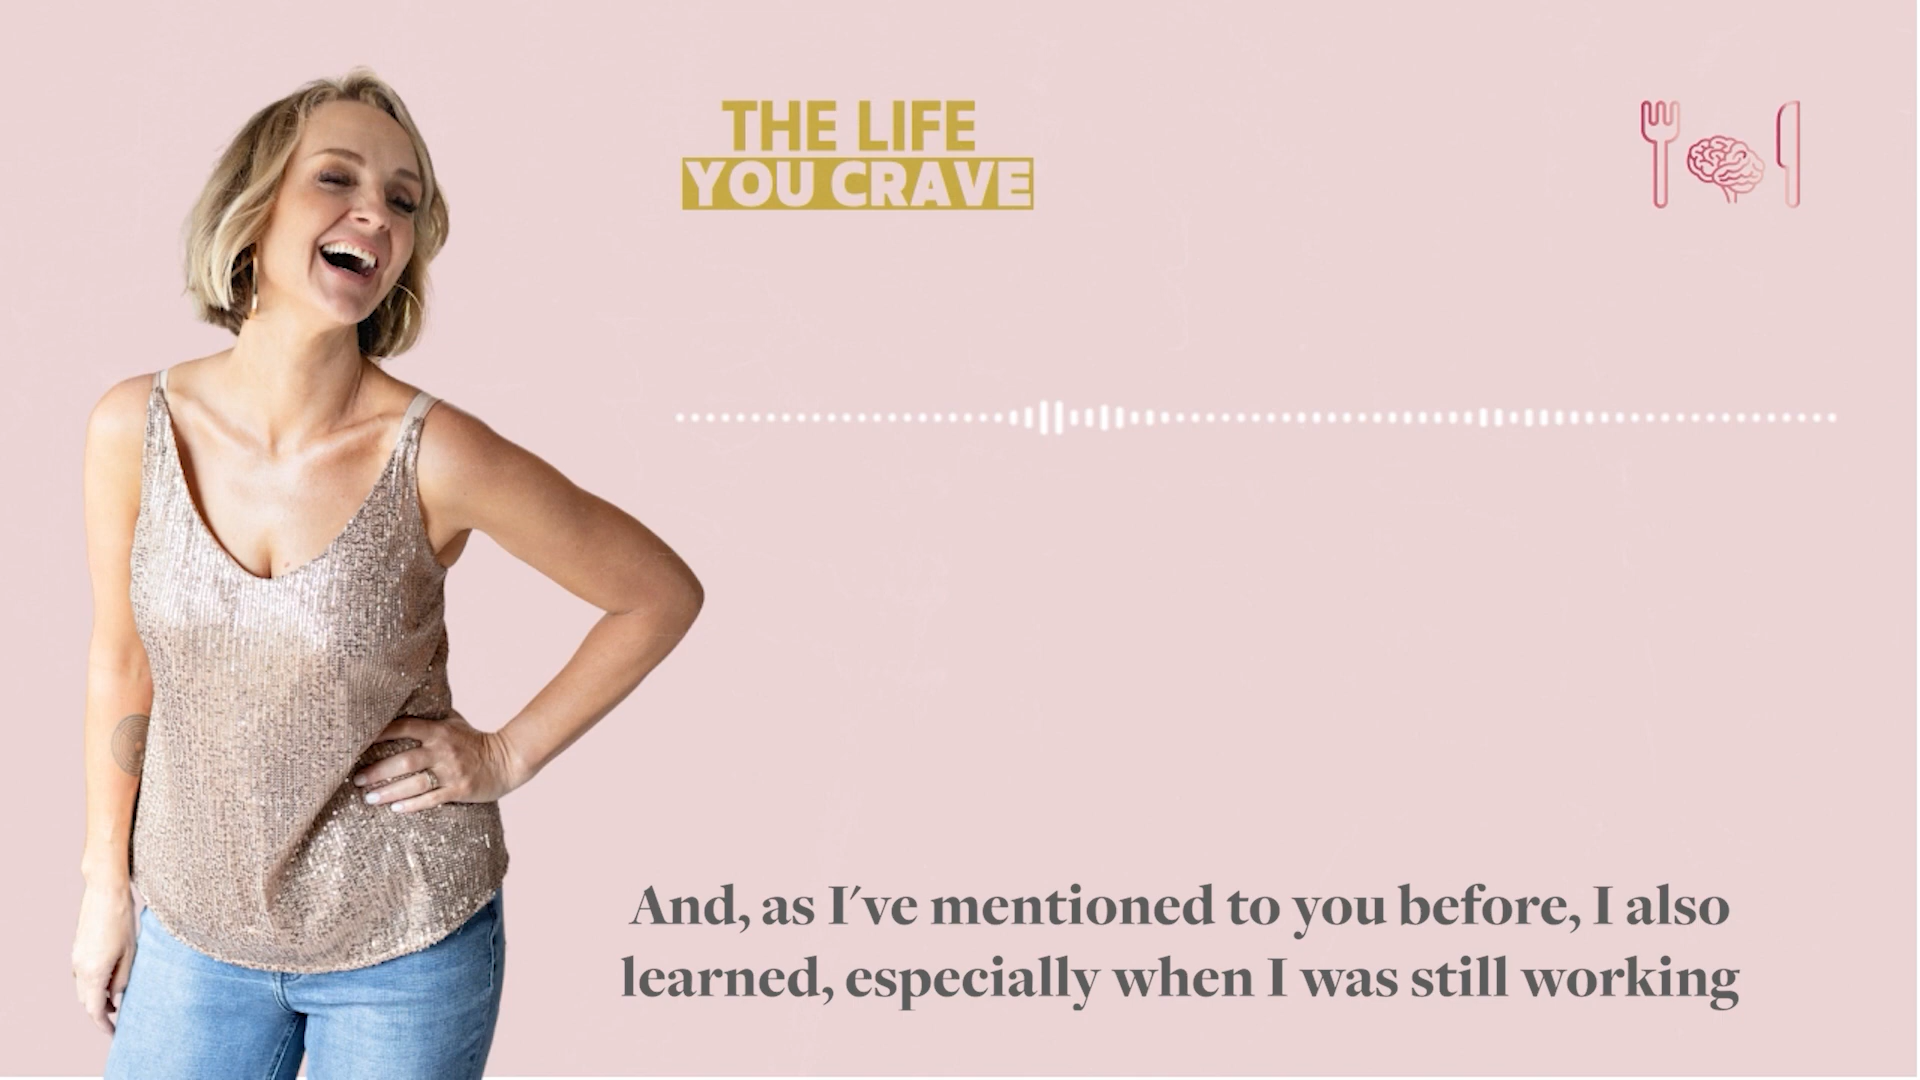 THE LIFE
YOU CRAVE
And, as I've mentioned to you before, I also
learned, especially when I was still working